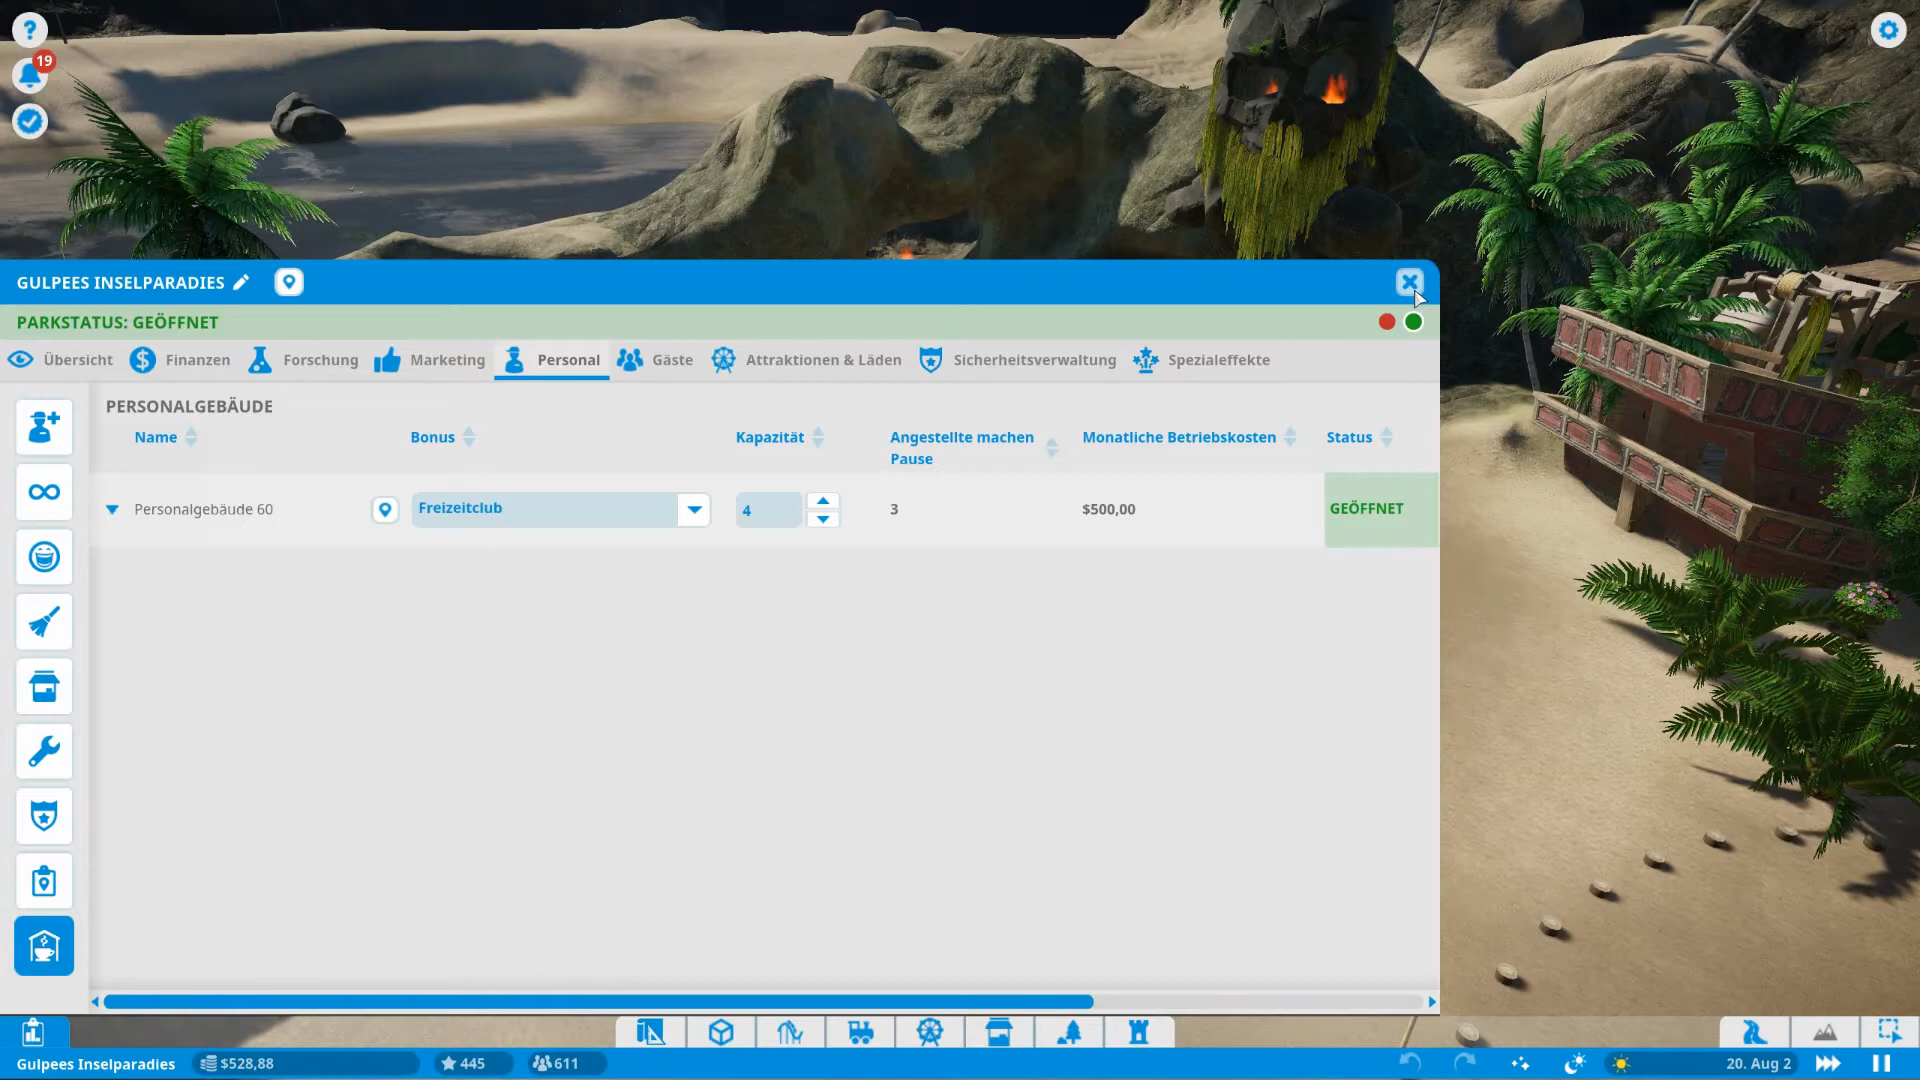 ?
19
GULPEES INSELPARADIES
PARKSTATUS: GEÖFFNET
Übersicht Finanzen Forschung Marketing Personal Gäste Attraktionen & Läden Sicherheitsverwaltung Spezialeffekte
PERSONALGEBÄUDE
Name Bonus Kapazität Angestellte machen Pause Monatliche Betriebskosten Status
Personalgebäude 60 Freizeitclub 4 3 $500,00 GEÖFFNET
Gulpees Inselparadies $528,88 445 611 20. Aug 2